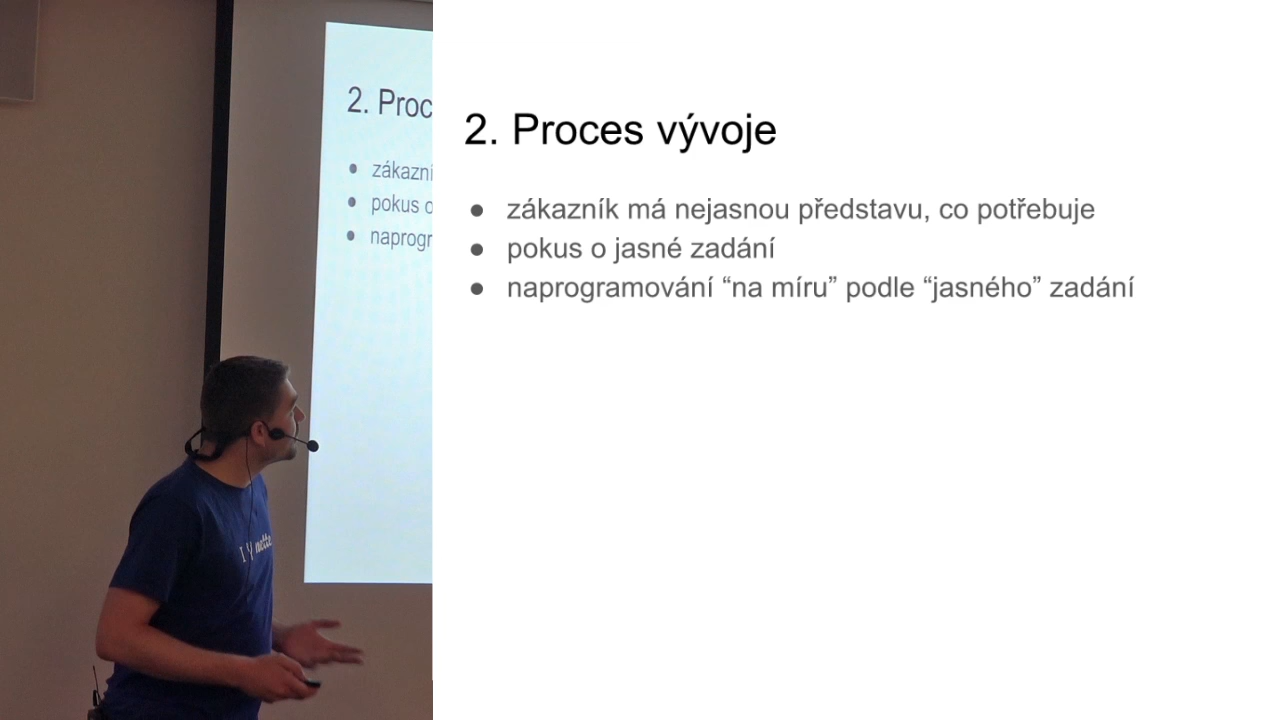 2. Proc
zákazní
pokus o
naprogr
I nette
2. Proces vývoje
● zákazník má nejasnou představu, co potřebuje
● pokus o jasné zadání
● naprogramování “na míru” podle “jasného” zadání